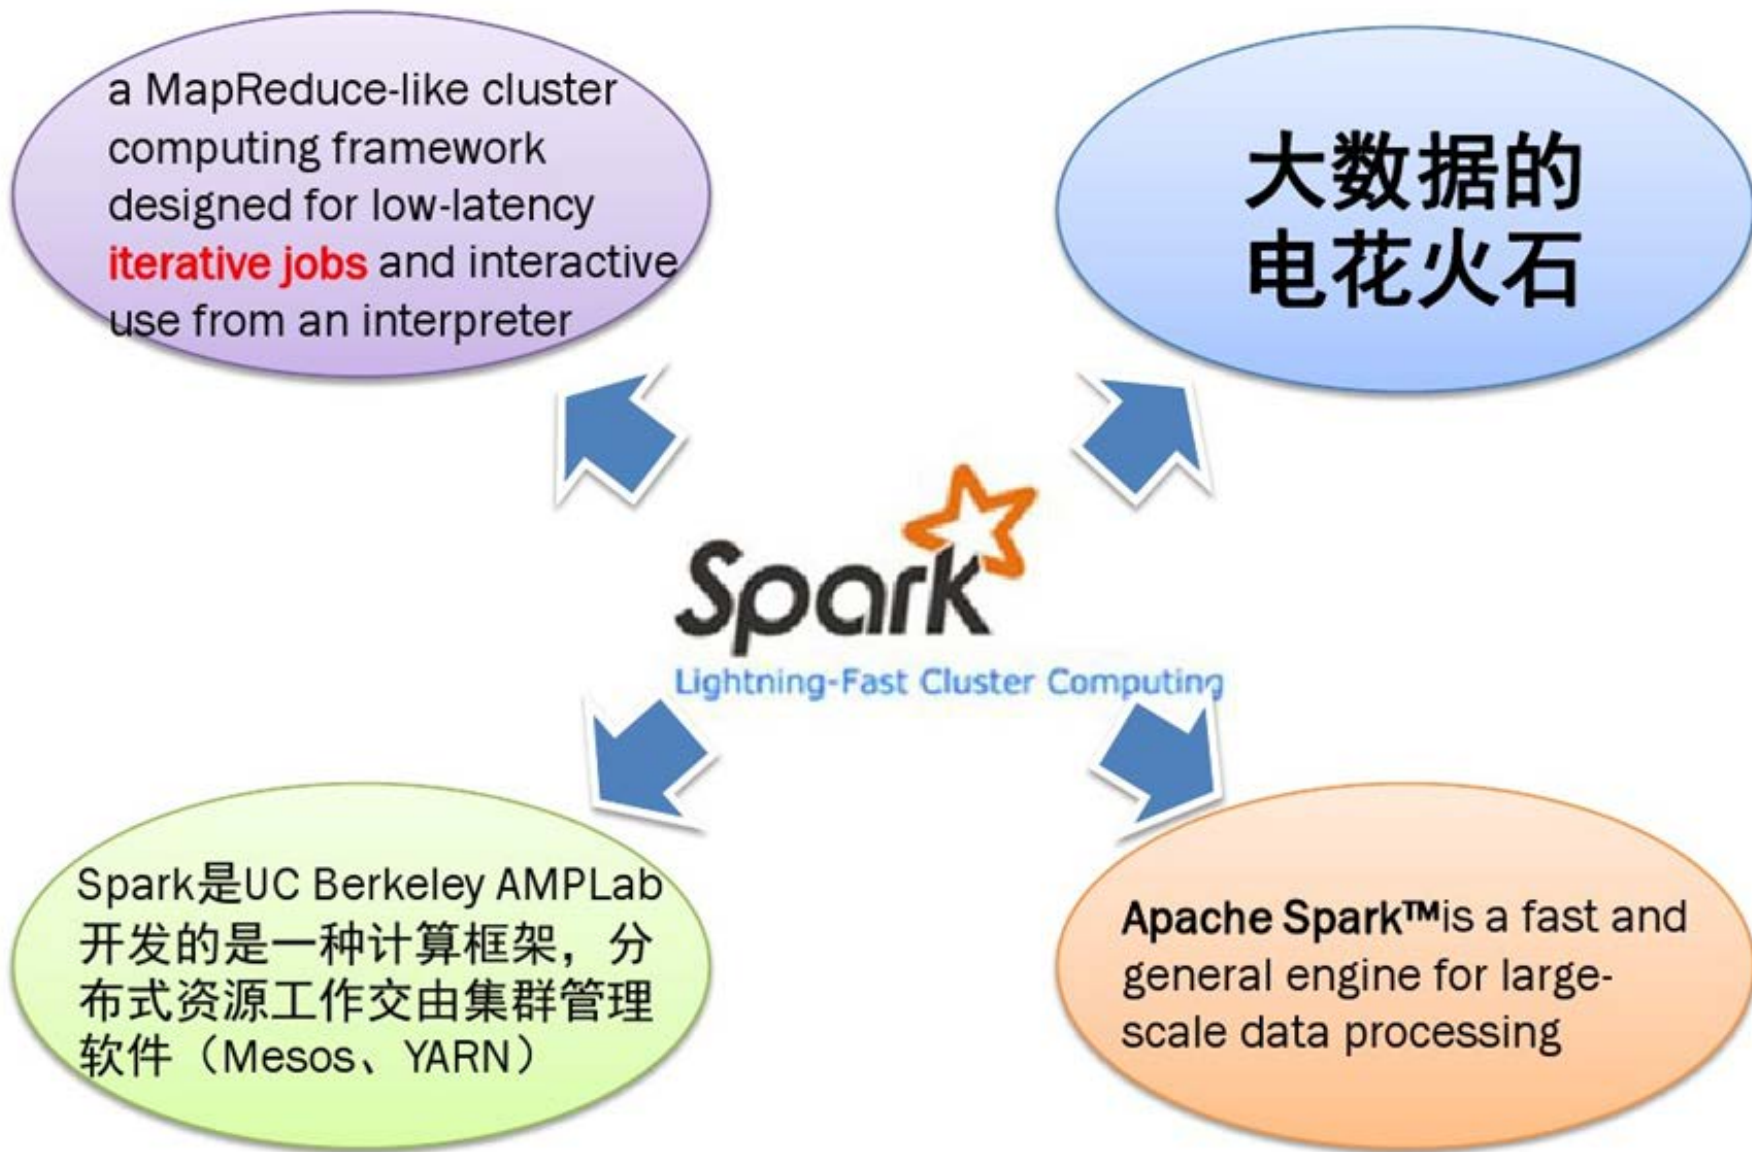 a MapReduce-like cluster
computing framework
designed for low-latency
iterative jobs and interactive
use from an interpreter
大数据的
电花火石
Spark
Lightning-Fast Cluster Computing
Spark是UC Berkeley AMPLab
开发的是一种计算框架，分
布式资源工作交由集群管理
软件（Mesos、YARN）
Apache Spark™is a fast and
general engine for large-
scale data processing